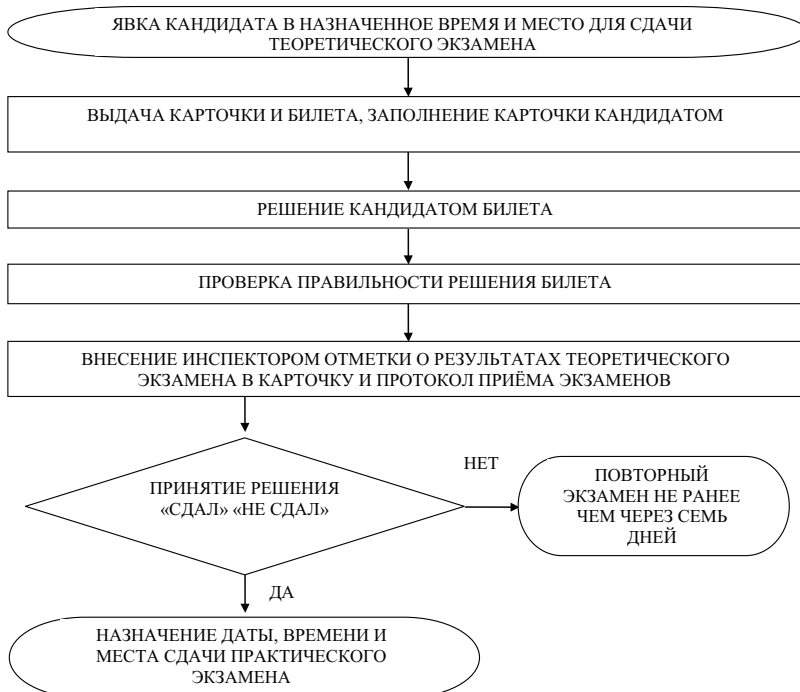 ЯВКА КАНДИДАТА В НАЗНАЧЕННОЕ ВРЕМЯ И МЕСТО ДЛЯ СДАЧИ
ТЕОРЕТИЧЕСКОГО ЭКЗАМЕНА
ВЫДАЧА КАРТОЧКИ И БИЛЕТА, ЗАПОЛНЕНИЕ КАРТОЧКИ КАНДИДАТОМ
РЕШЕНИЕ КАНДИДАТОМ БИЛЕТА
ПРОВЕРКА ПРАВИЛЬНОСТИ РЕШЕНИЯ БИЛЕТА
ВНЕСЕНИЕ ИНСПЕКТОРОМ ОТМЕТКИ О РЕЗУЛЬТАТАХ ТЕОРЕТИЧЕСКОГО
ЭКЗАМЕНА В КАРТОЧКУ И ПРОТОКОЛ ПРИЁМА ЭКЗАМЕНОВ
ПРИНЯТИЕ РЕШЕНИЯ
«СДАЛ» «НЕ СДАЛ»
НЕТ
ПОВТОРНЫЙ
ЭКЗАМЕН НЕ РАНЕЕ
ЧЕМ ЧЕРЕЗ СЕМЬ
ДНЕЙ
ДА
НАЗНАЧЕНИЕ ДАТЫ, ВРЕМЕНИ И
МЕСТА СДАЧИ ПРАКТИЧЕСКОГО
ЭКЗАМЕНА